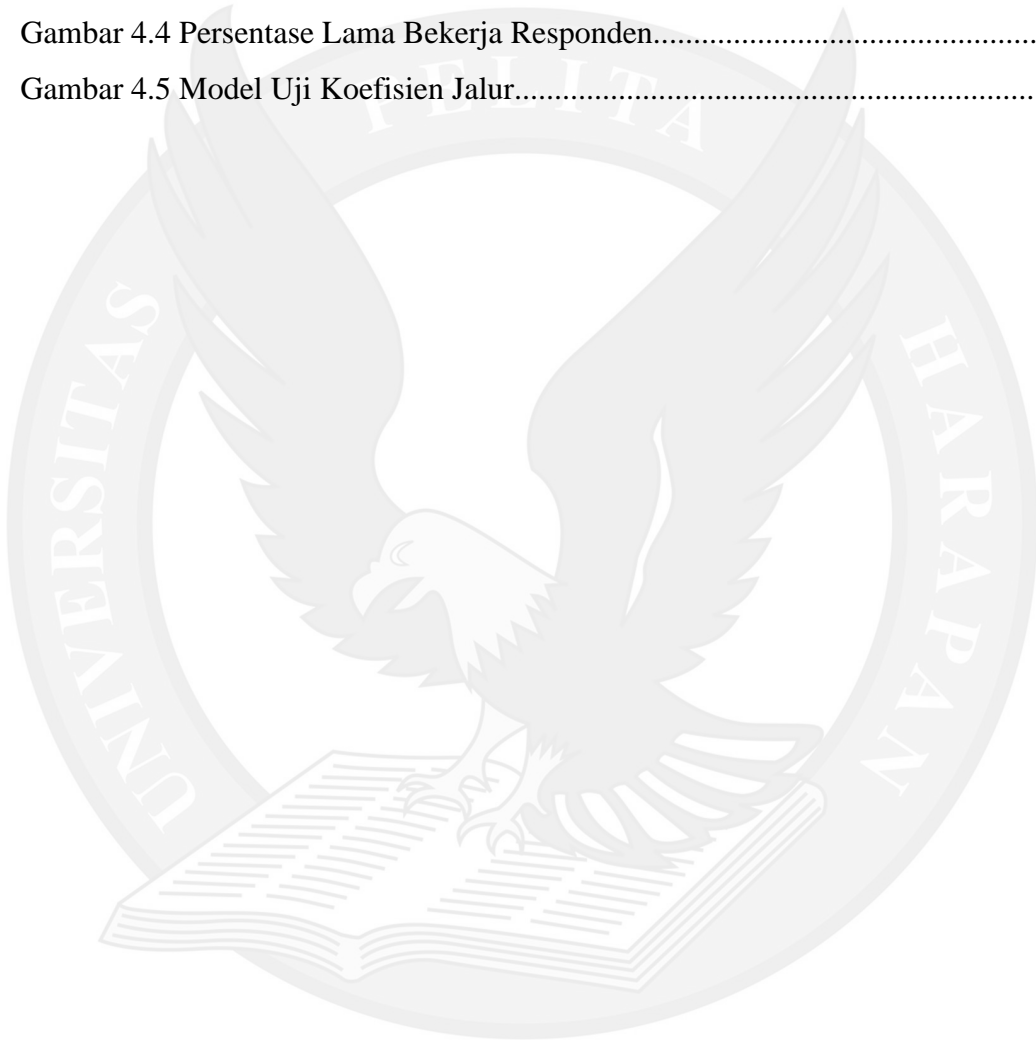 Gambar 4.4 Persentase Lama Bekerja Responden................................................
Gambar 4.5 Model Uji Koefisien Jalur..................................................................
UNIVERSITAS PELITA HARAPAN